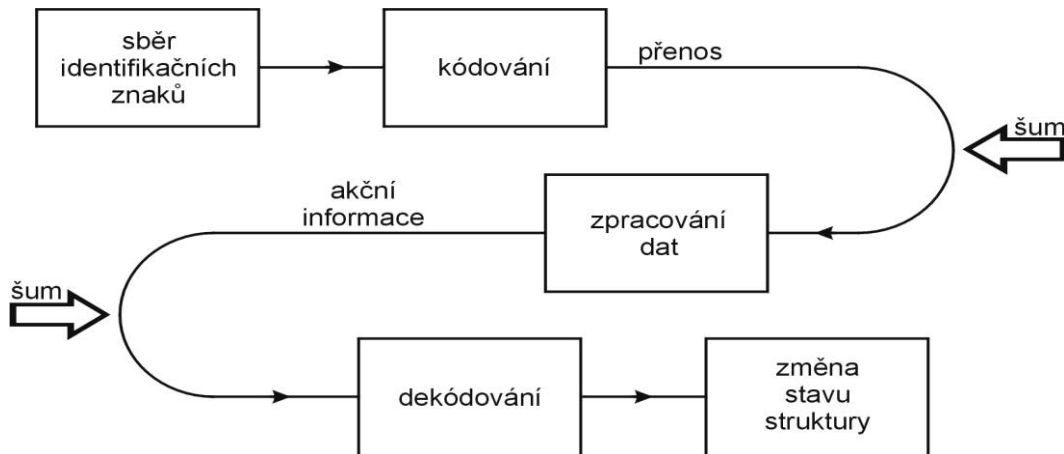 sběr
identifikačních
znaků
kódování
přenos
šum
akční
informace
zpracování
dat
šum
dekódování
změna
stavu
struktury